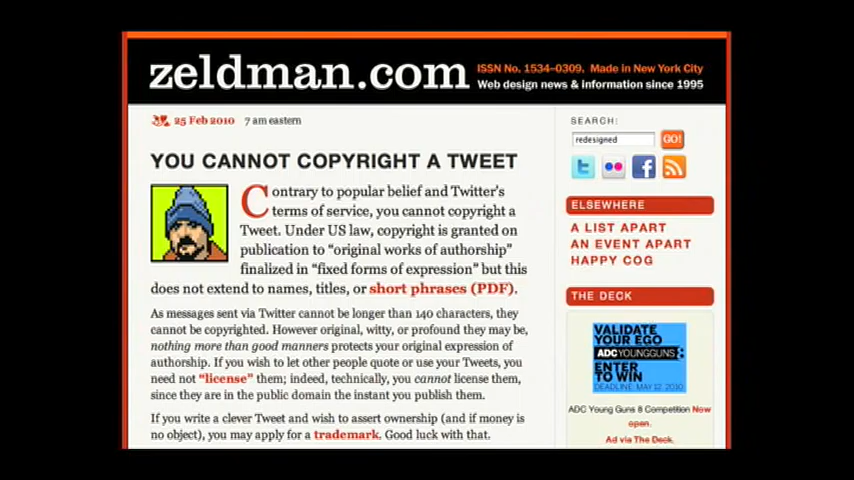 zeldman.com
ISSN No. 1534–0309. Made in New York City
Web design news & information since 1995
25 Feb 2010 7 am eastern
YOU CANNOT COPYRIGHT A TWEET
Contrary to popular belief and Twitter's
terms of service, you cannot copyright a
Tweet. Under US law, copyright is granted on
publication to “original works of authorship”
finalized in “fixed forms of expression” but this
does not extend to names, titles, or short phrases (PDF).
As messages sent via Twitter cannot be longer than 140 characters, they
cannot be copyrighted. However original, witty, or profound they may be,
nothing more than good manners protects your original expression of
authorship. If you wish to let other people quote or use your Tweets, you
need not “license” them; indeed, technically, you cannot license them,
since they are in the public domain the instant you publish them.
If you write a clever Tweet and wish to assert ownership (and if money is
no object), you may apply for a trademark. Good luck with that.
SEARCH:
redesigned GO!
ELSEWHERE
A LIST APART
AN EVENT APART
HAPPY COG
THE DECK
VALIDATE
YOUR EGO
ADC YOUNGGUNS
ENTER
TO WIN
DEADLINE: MAY 12, 2010
ADC Young Guns 8 Competition Now
open.
Ad via The Deck.